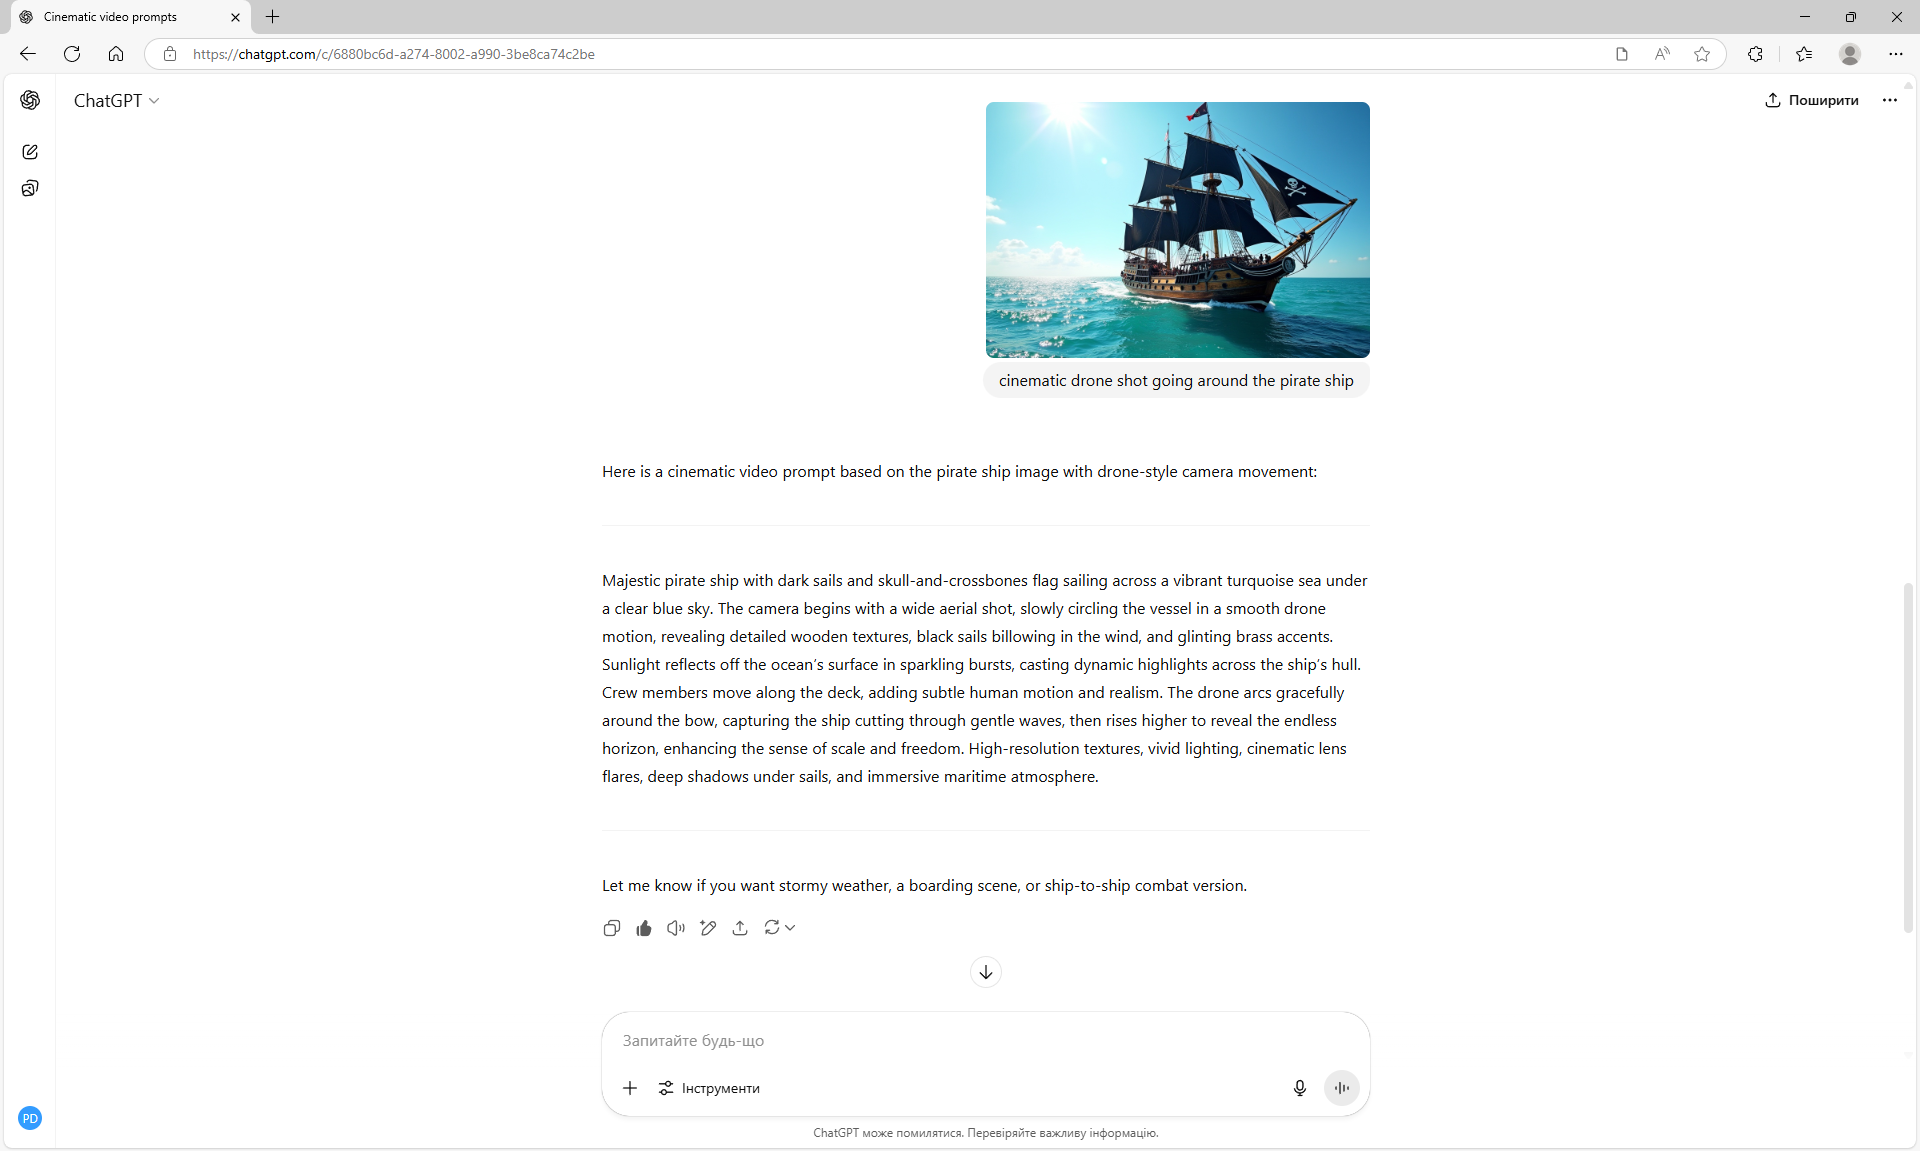 Cinematic video prompts
https://chatgpt.com/c/6880bc6d-a274-8002-a990-3be8ca74c2be
ChatGPT
Поширити
cinematic drone shot going around the pirate ship
Here is a cinematic video prompt based on the pirate ship image with drone-style camera movement:
Majestic pirate ship with dark sails and skull-and-crossbones flag sailing across a vibrant turquoise sea under
a clear blue sky. The camera begins with a wide aerial shot, slowly circling the vessel in a smooth drone
motion, revealing detailed wooden textures, black sails billowing in the wind, and glinting brass accents.
Sunlight reflects off the ocean's surface in sparkling bursts, casting dynamic highlights across the ship's hull.
Crew members move along the deck, adding subtle human motion and realism. The drone arcs gracefully
around the bow, capturing the ship cutting through gentle waves, then rises higher to reveal the endless
horizon, enhancing the sense of scale and freedom. High-resolution textures, vivid lighting, cinematic lens
flares, deep shadows under sails, and immersive maritime atmosphere.
Let me know if you want stormy weather, a boarding scene, or ship-to-ship combat version.
Запитайте будь-що
Інструменти
PD
ChatGPT може помилятися. Перевіряйте важливу інформацію.